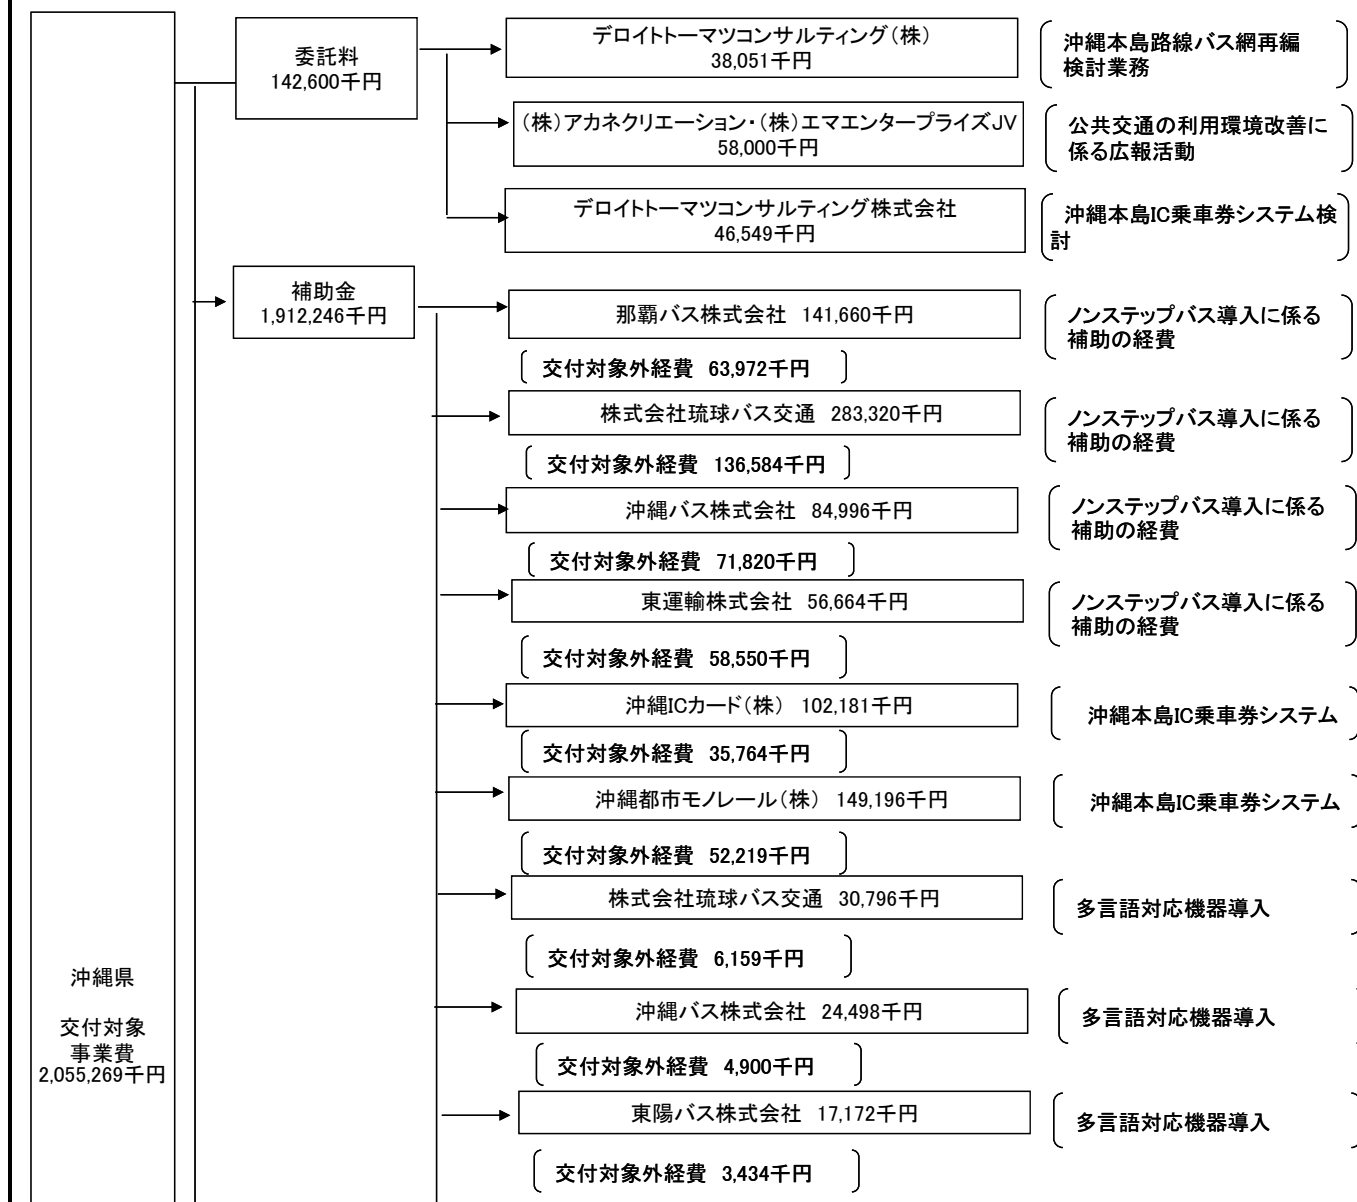 委託料
142,600千円
デロイトトーマツコンサルティング(株)
38,051千円
沖縄本島路線バス網再編
検討業務
(株)アカネクリエーション・(株)エマエンタープライズJV
58,000千円
公共交通の利用環境改善に
係る広報活動
デロイトトーマツコンサルティング株式会社
46,549千円
沖縄本島IC乗車券システム検
討
補助金
1,912,246千円
那覇バス株式会社 141,660千円
ノンステップバス導入に係る
補助の経費
交付対象外経費 63,972千円
株式会社琉球バス交通 283,320千円
ノンステップバス導入に係る
補助の経費
交付対象外経費 136,584千円
沖縄バス株式会社 84,996千円
ノンステップバス導入に係る
補助の経費
交付対象外経費 71,820千円
東運輸株式会社 56,664千円
ノンステップバス導入に係る
補助の経費
交付対象外経費 58,550千円
沖縄ICカード(株) 102,181千円
沖縄本島IC乗車券システム
交付対象外経費 35,764千円
沖縄都市モノレール(株) 149,196千円
沖縄本島IC乗車券システム
交付対象外経費 52,219千円
株式会社琉球バス交通 30,796千円
多言語対応機器導入
交付対象外経費 6,159千円
沖縄県
交付対象
事業費
2,055,269千円
沖縄バス株式会社 24,498千円
多言語対応機器導入
交付対象外経費 4,900千円
東陽バス株式会社 17,172千円
多言語対応機器導入
交付対象外経費 3,434千円